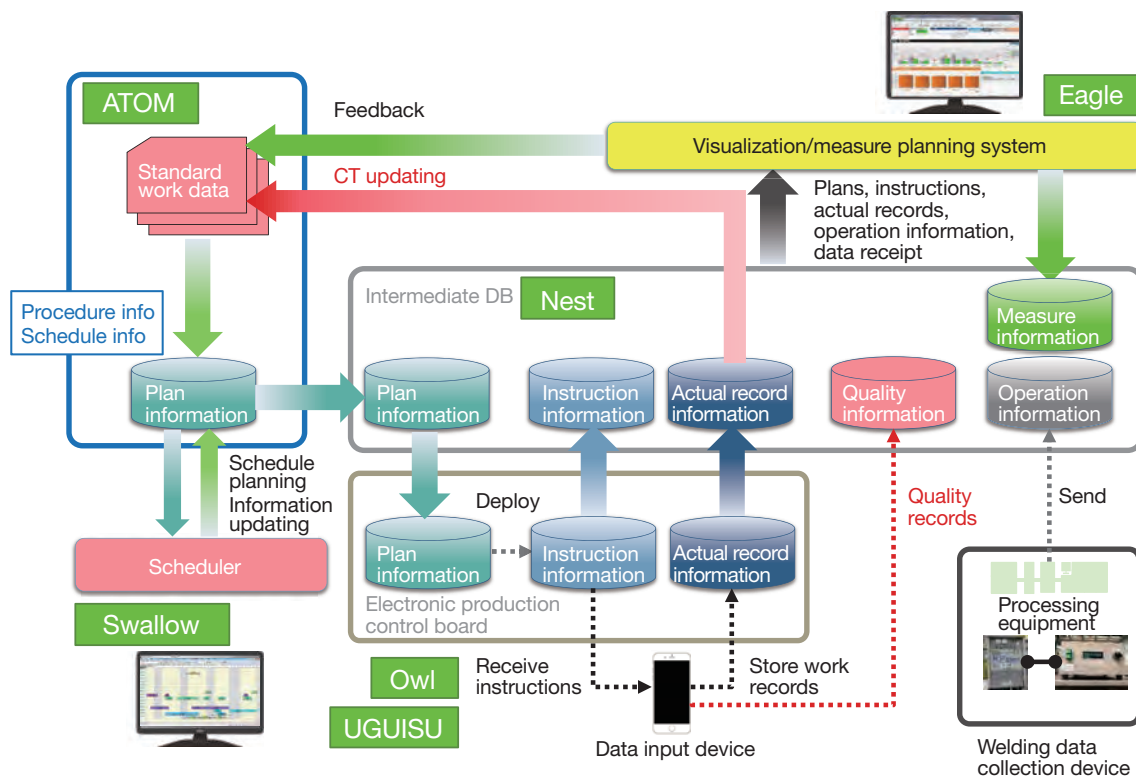 ATOM
Eagle
Feedback
Visualization/measure planning system
Standard
work data
CT updating
Plans, instructions,
actual records,
operation information,
data receipt
Intermediate DB
Nest
Procedure info
Schedule info
Measure
information
Plan
information
Plan
information
Instruction
information
Actual record
information
Quality
information
Operation
information
Schedule
planning
Information
updating
Deploy
Quality
records
Send
Scheduler
Plan
information
Instruction
information
Actual record
information
Electronic production
control board
Processing
equipment
Swallow
Owl
UGUISU
Receive
instructions
Store work
records
Data input device
Welding data
collection device